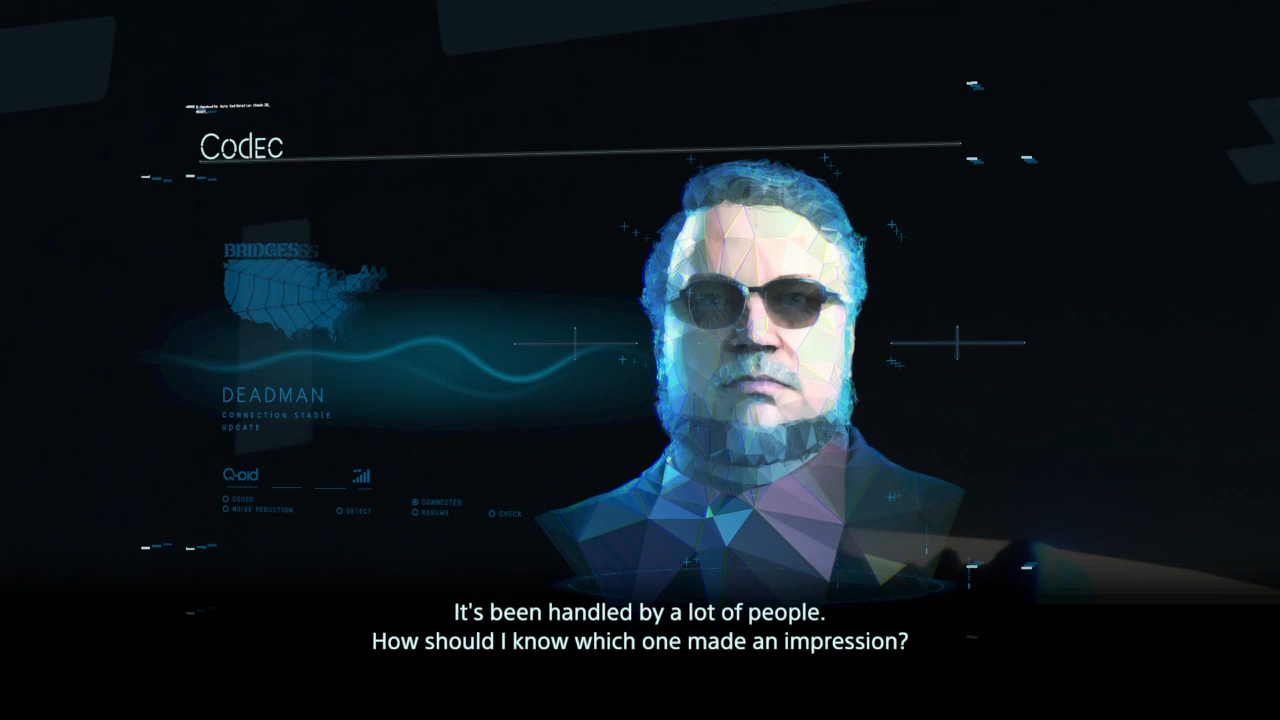 CodEC
BRIDGES
DEADMAN
CONNECTION STADIE
UPdATE
Q-pid
CODEC
NOISE REDUCTION
DETECT
CONNECTED
RESUME
CHECK
It's been handled by a lot of people.
How should I know which one made an impression?